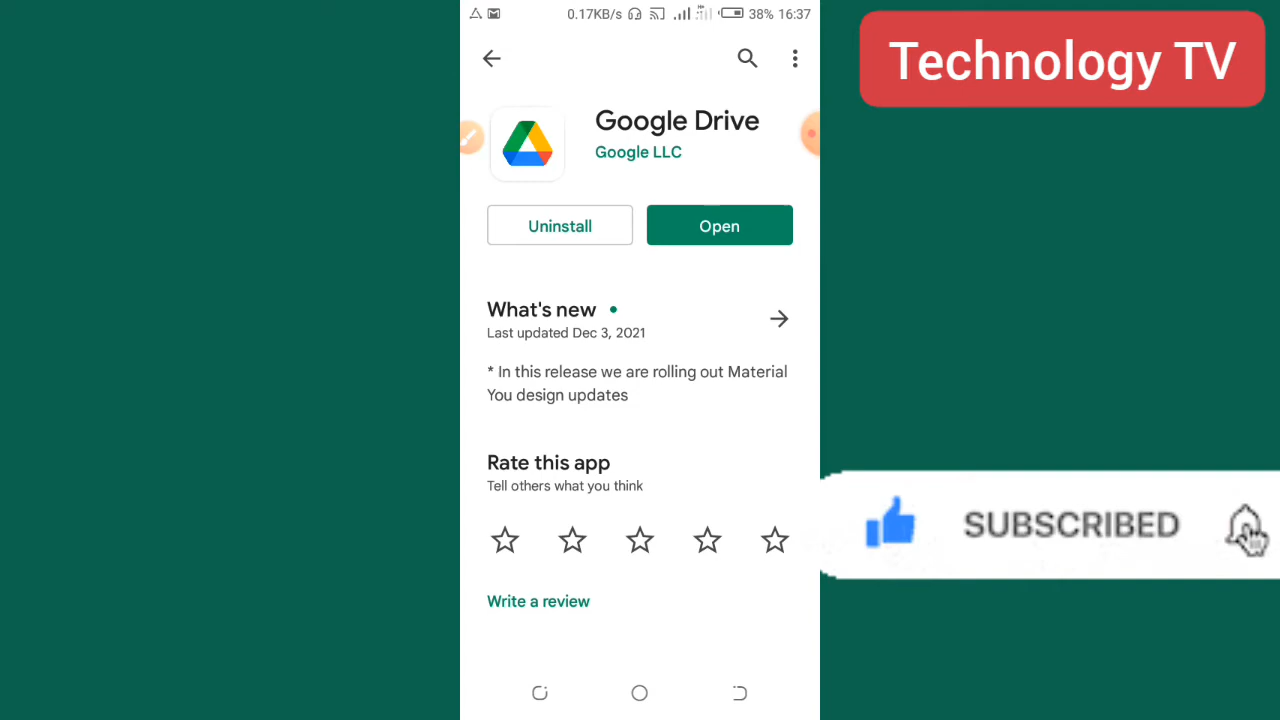 0.17KB/s 38% 16:37
Technology TV
Google Drive
Google LLC
Uninstall
Open
What's new
Last updated Dec 3, 2021
* In this release we are rolling out Material
You design updates
Rate this app
Tell others what you think
Write a review
SUBSCRIBED